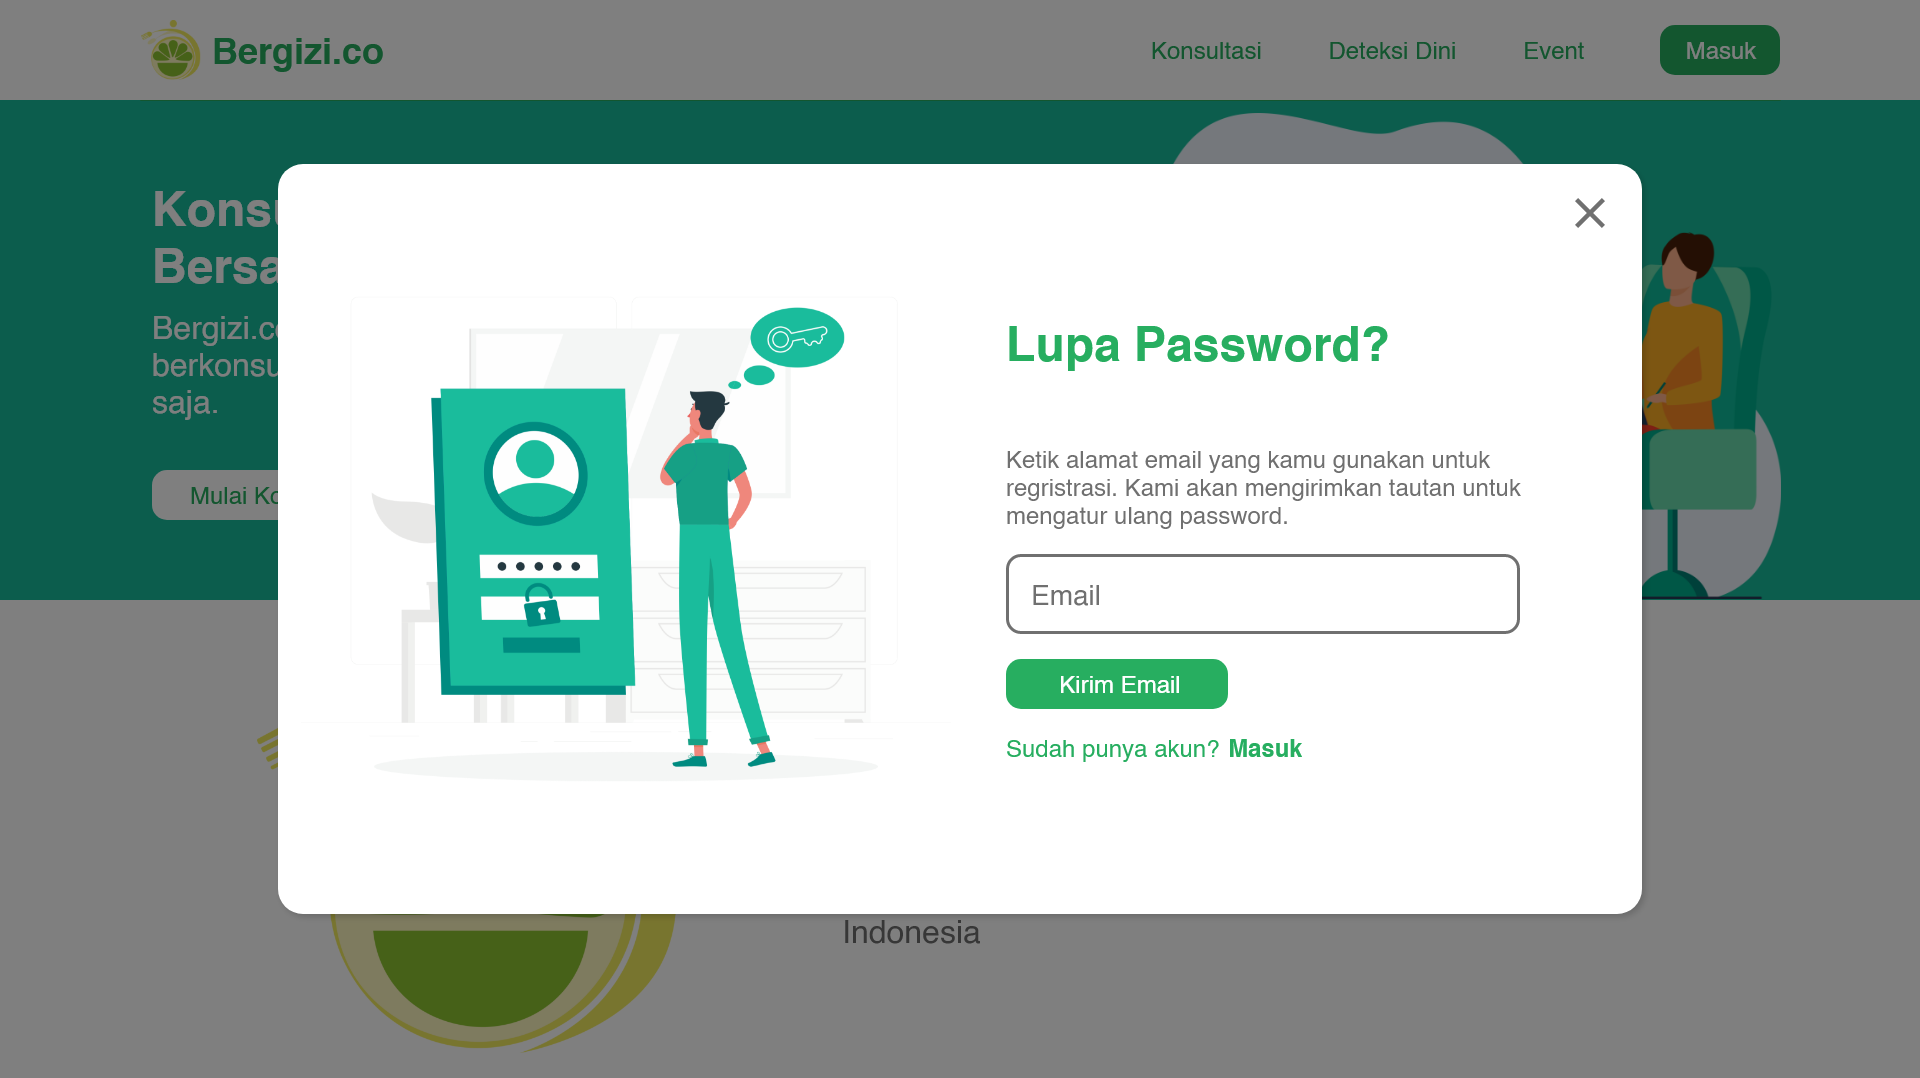 Bergizi.co
Konsultasi
Deteksi Dini
Event
Masuk
Bergizi.c
berkonsu
saja.
Lupa Password?
Ketik alamat email yang kamu gunakan untuk
regristrasi. Kami akan mengirimkan tautan untuk
mengatur ulang password.
Email
Kirim Email
Sudah punya akun? Masuk
Konsu
Bersa
Mulai Ko
Indonesia